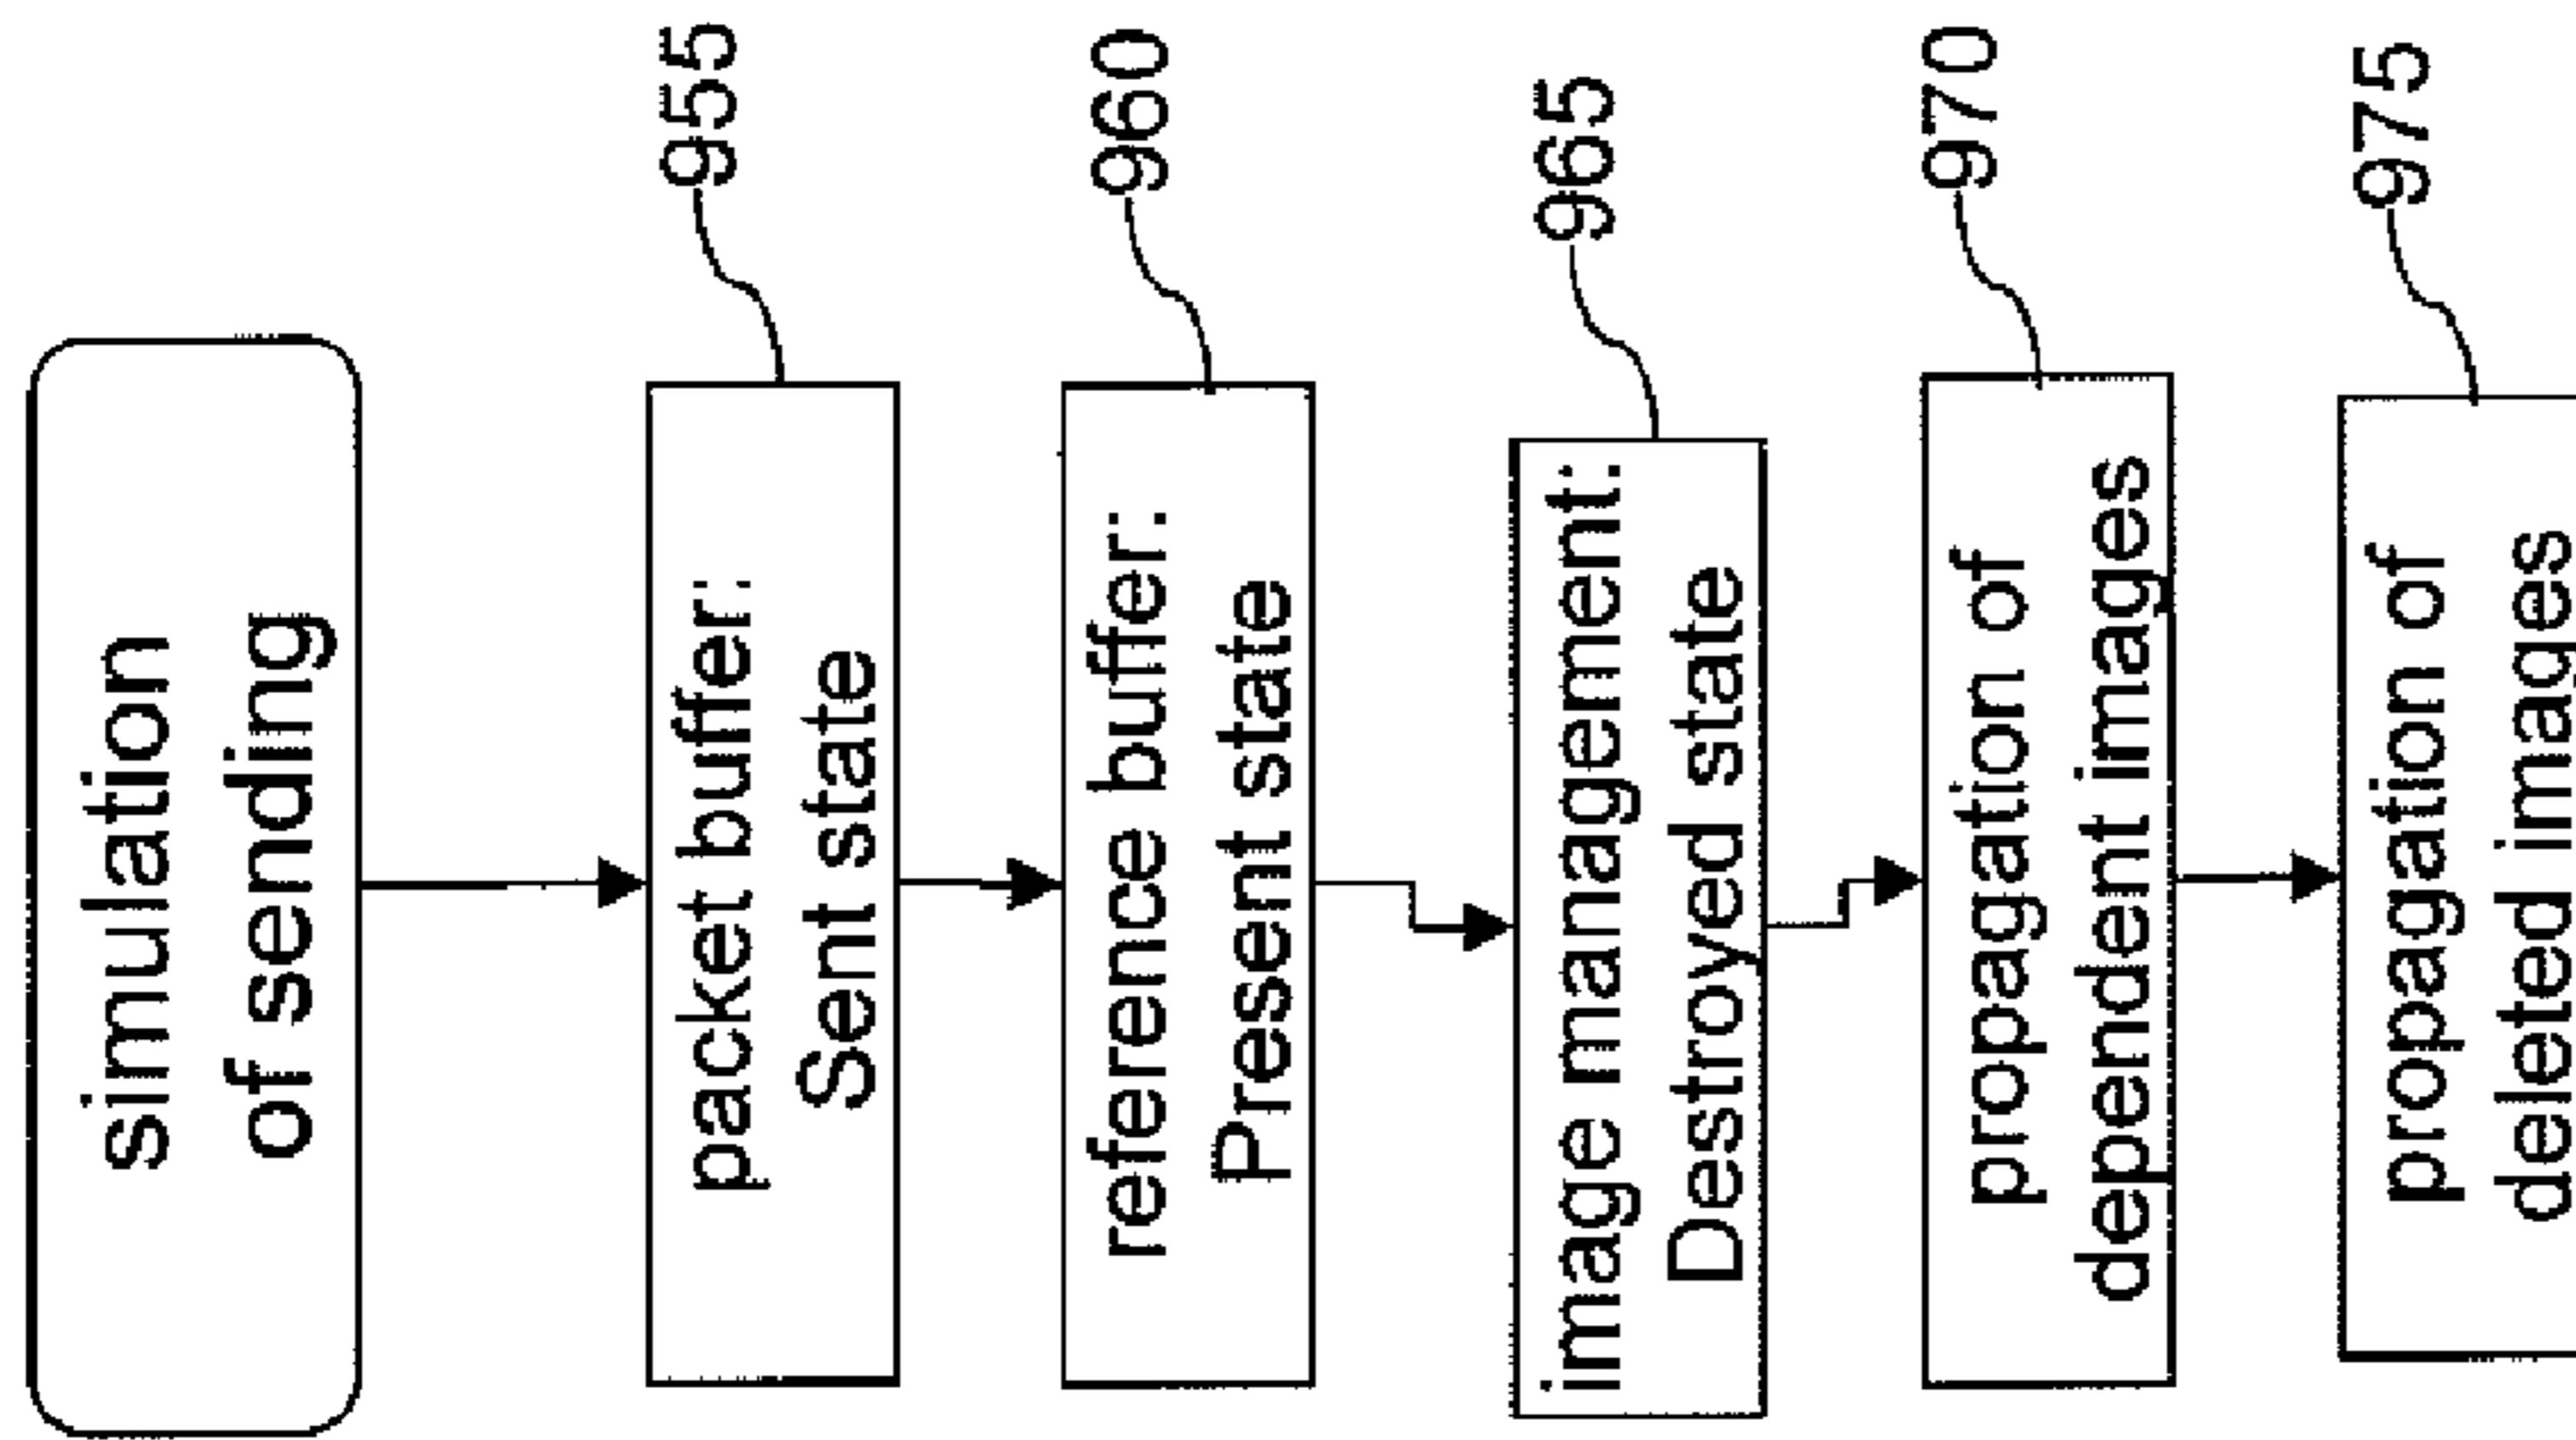 simulation
of sending
packet buffer:
Sent state
955
reference buffer:
Present state
960
image management:
Destroyed state
965
propagation of
dependent images
970
propagation of
deleted images
975